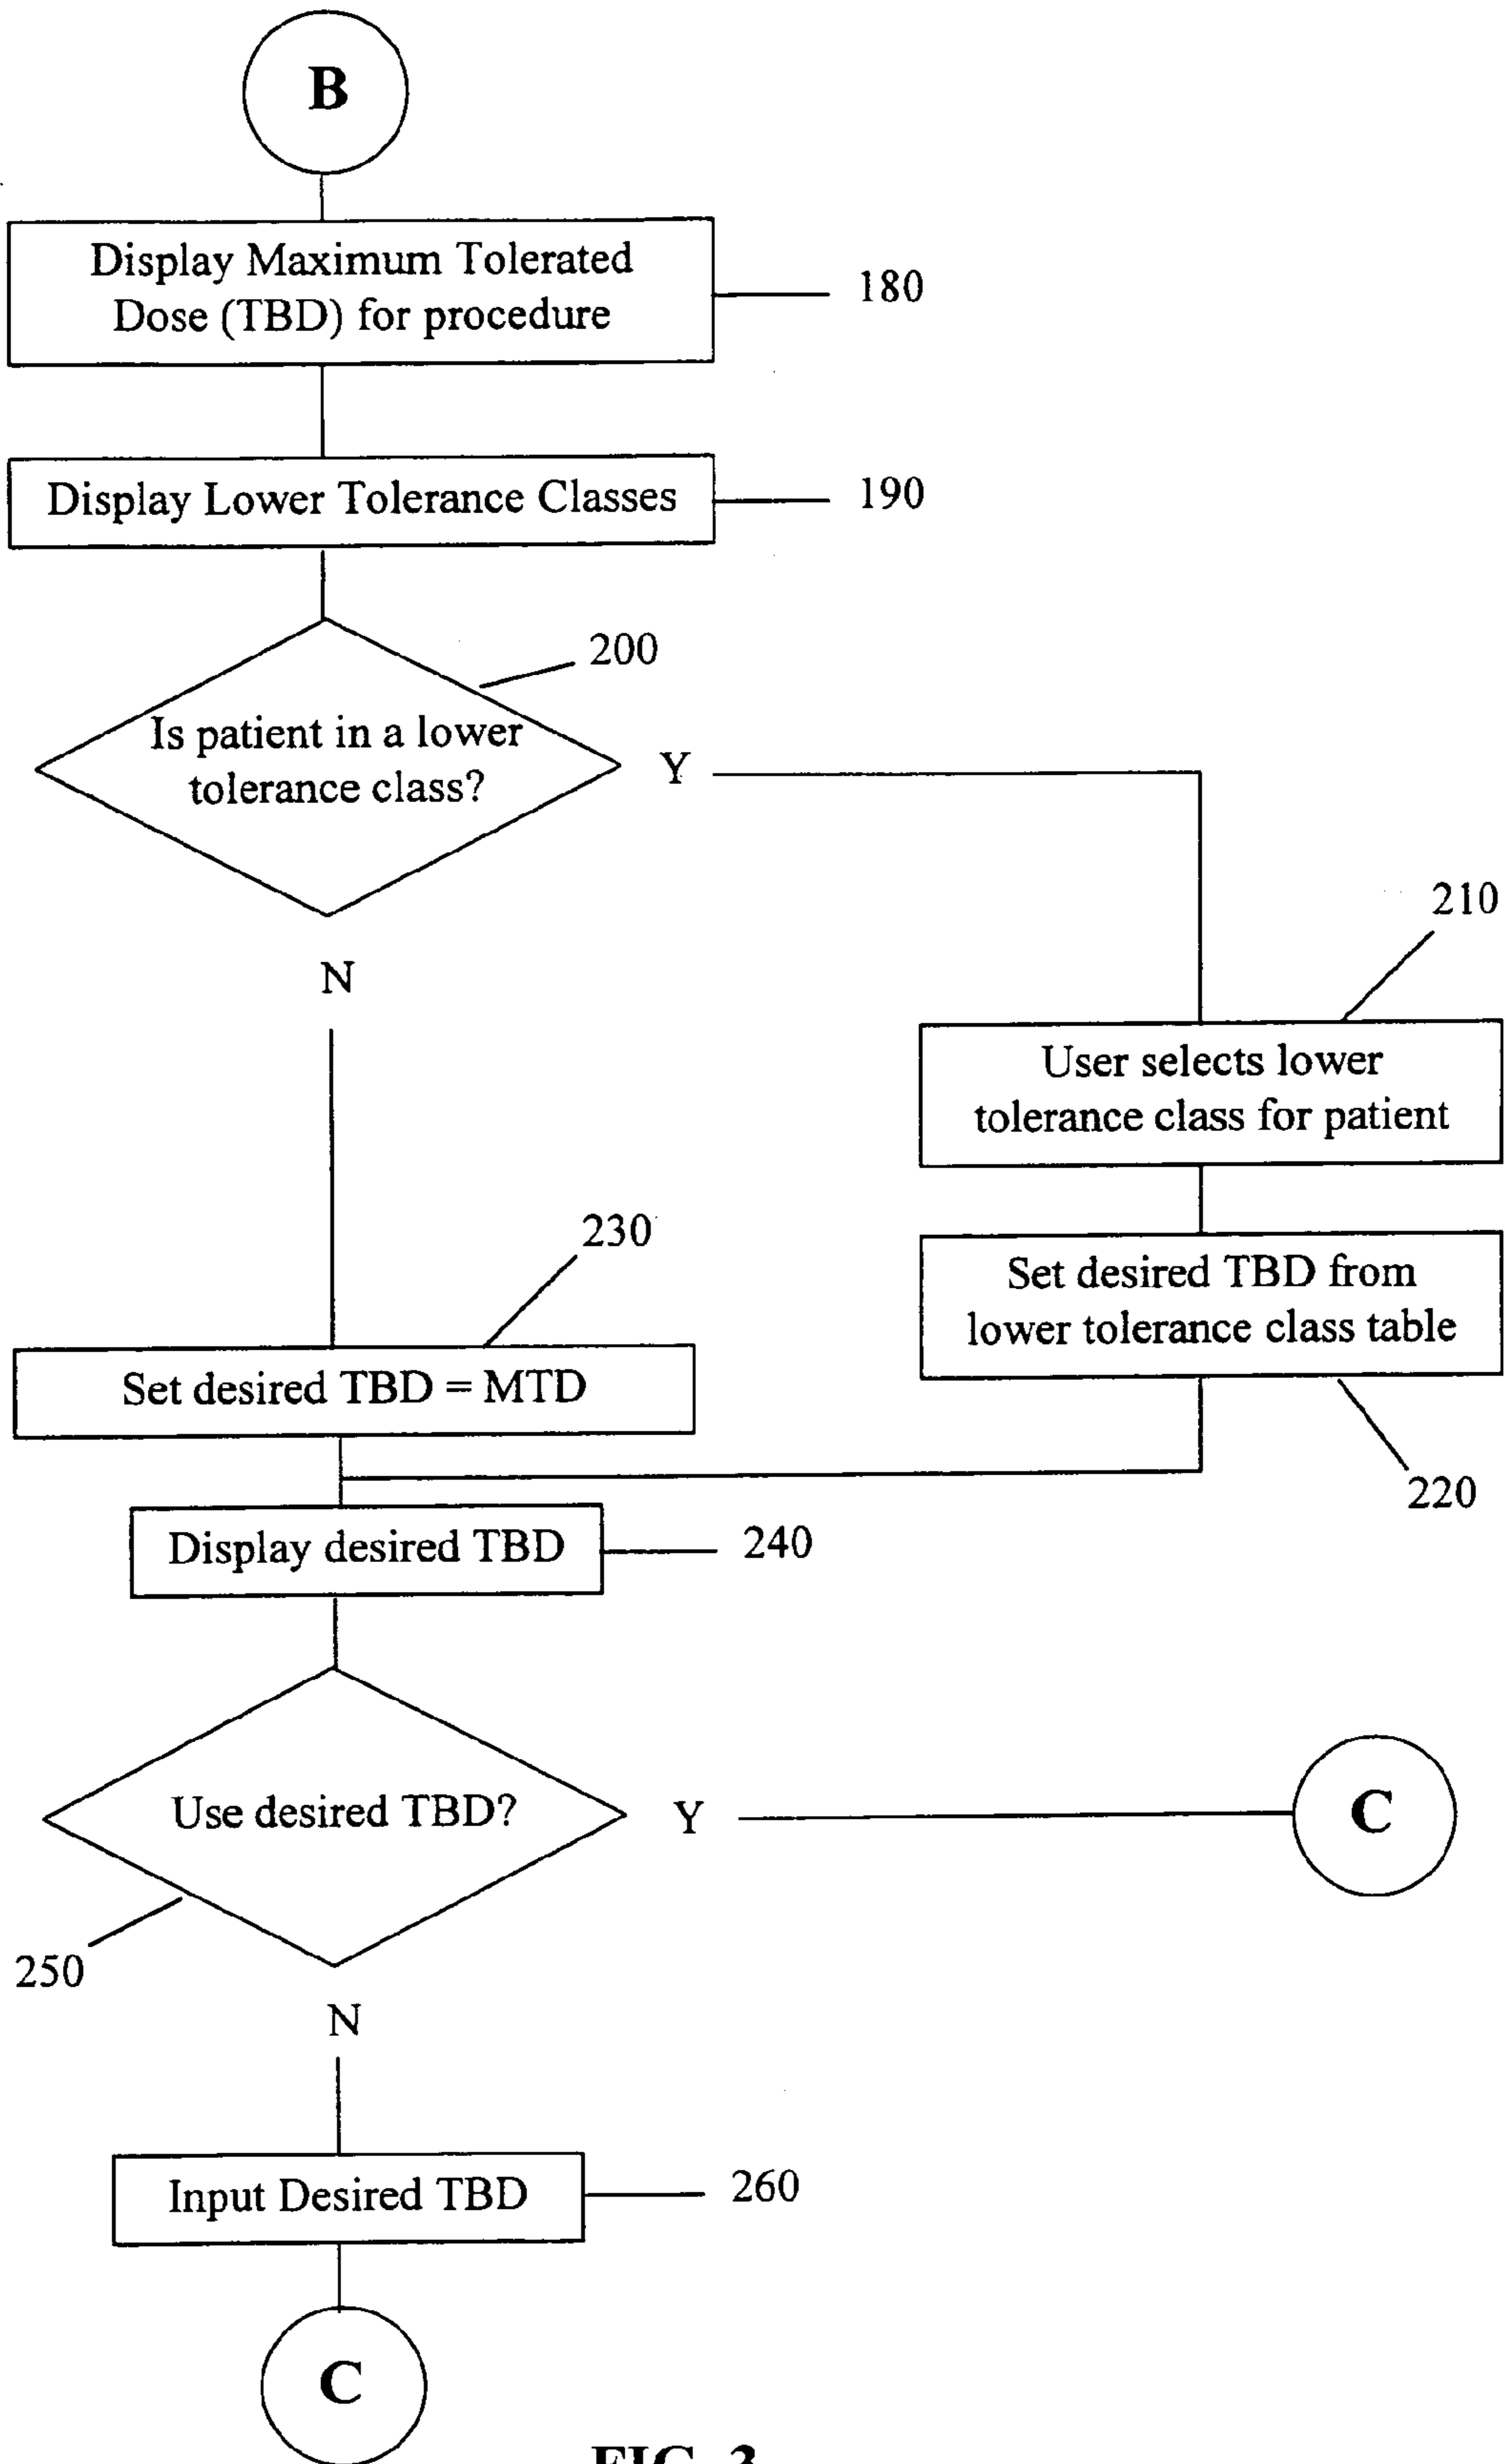 B
Display Maximum Tolerated
Dose (TBD) for procedure
180
Display Lower Tolerance Classes
190
200
Is patient in a lower
tolerance class?
Y
N
210
User selects lower
tolerance class for patient
230
Set desired TBD from
lower tolerance class table
Set desired TBD = MTD
220
Display desired TBD
240
Use desired TBD?
Y
C
250
N
Input Desired TBD
260
C
FIG. 3